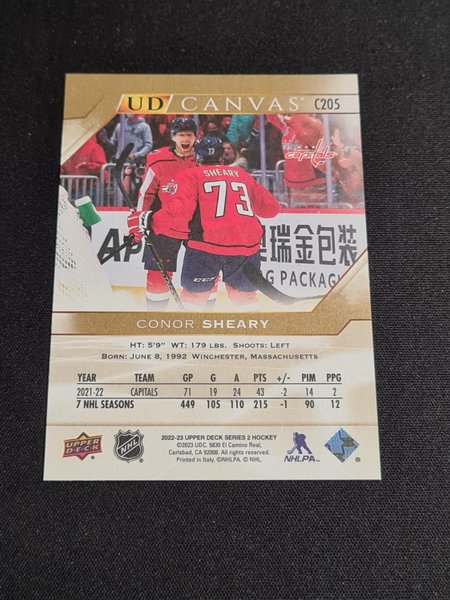 UD CANVAS C205
capitals
73
SHEARY
73
AP
瑞金包装
G PACKAG
CONOR SHEARY
HT: 5'9" WT: 179 LBS. SHOOTS: LEFT
BORN: JUNE 8, 1992 WINCHESTER, MASSACHUSETTS
YEAR TEAM GP G A PTS +/- PIM PPG
2021-22 CAPITALS 71 19 24 43 -2 14 2
7 NHL SEASONS 449 105 110 215 -1 90 12
2022-23 UPPER DECK SERIES 2 HOCKEY
©2023 UDC. 5830 El Camino Real,
Carlsbad, CA 92008. All rights reserved.
Printed in Italy. ©NHLPA. © NHL.
UPPER DECK
NHL
NHLPA